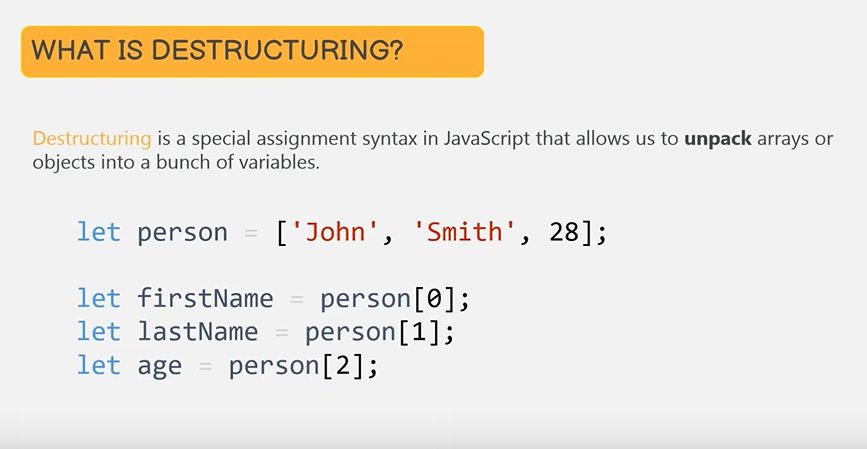 WHAT IS DESTRUCTURING?
Destructuring is a special assignment syntax in JavaScript that allows us to unpack arrays or
objects into a bunch of variables.
let person = ['John', 'Smith', 28];
let firstName = person[0];
let lastName = person[1];
let age = person[2];